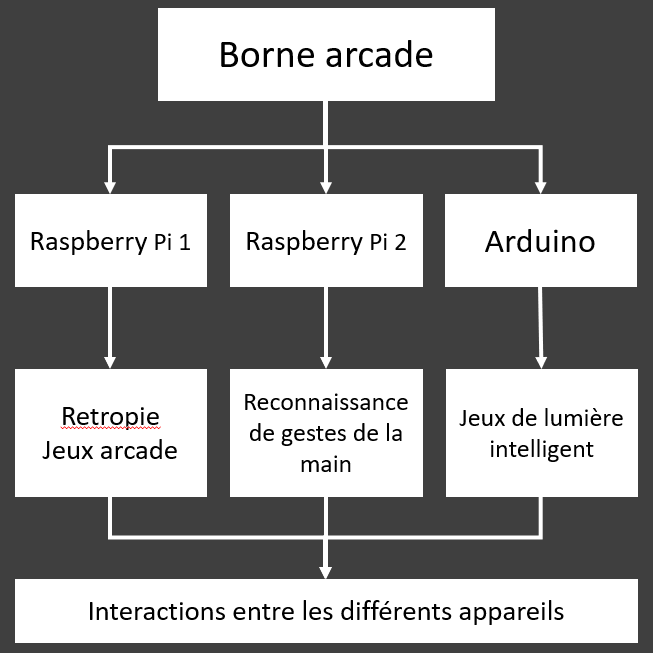 Borne arcade
Raspberry Pi 1
Raspberry Pi 2
Arduino
Retropie
Jeux arcade
Reconnaissance
de gestes de la
main
Jeux de lumière
intelligent
Interactions entre les différents appareils